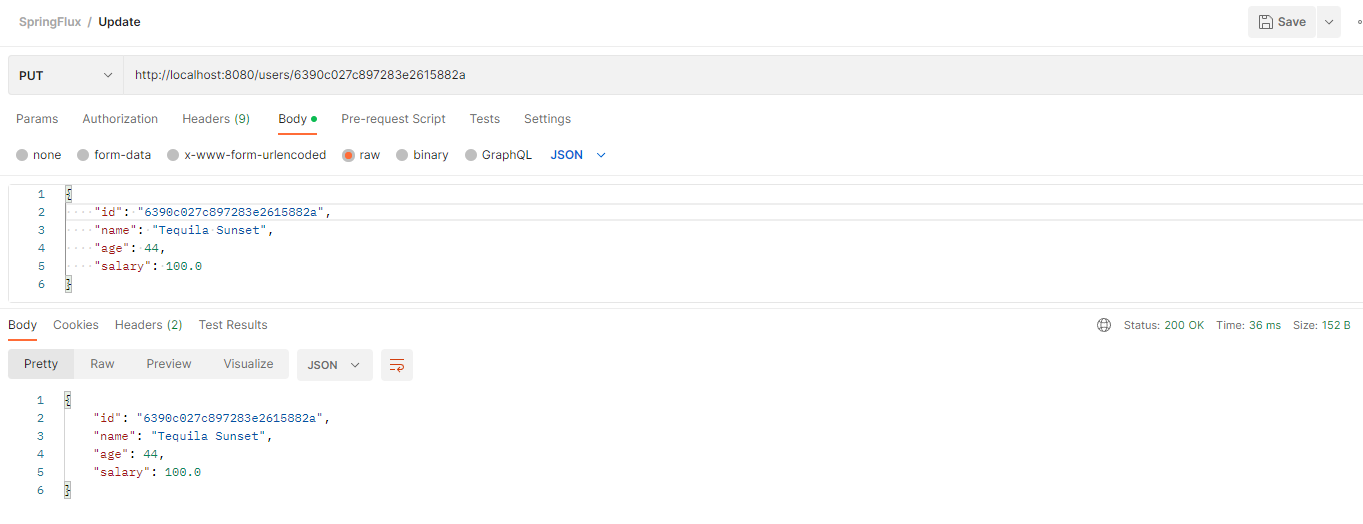 SpringFlux / Update
Save
PUT http://localhost:8080/users/6390c027c897283e2615882a
Params Authorization Headers (9) Body Pre-request Script Tests Settings
none form-data x-www-form-urlencoded raw binary GraphQL JSON
1 {
2 "id": "6390c027c897283e2615882a",
3 "name": "Tequila Sunset",
4 "age": 44,
5 "salary": 100.0
6 }
Body Cookies Headers (2) Test Results Status: 200 OK Time: 36 ms Size: 152 B
Pretty Raw Preview Visualize JSON
1 {
2 "id": "6390c027c897283e2615882a",
3 "name": "Tequila Sunset",
4 "age": 44,
5 "salary": 100.0
6 }